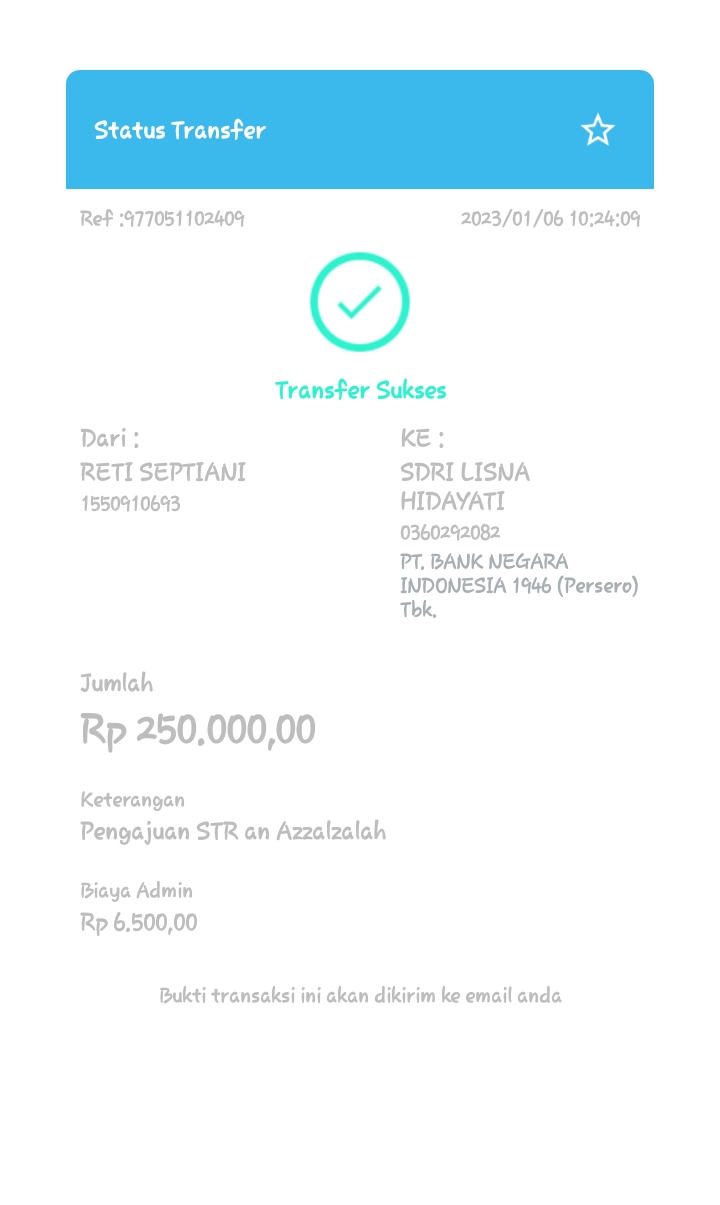 Status Transfer
Ref :977051102409
2023/01/06 10:24:09
Transfer Sukses
Dari :
RETI SEPTIANI
1550910693
KE :
SDRI LISNA
HIDAYATI
0360292082
PT. BANK NEGARA
INDONESIA 1946 (Persero)
Tbk.
Jumlah
Rp 250.000,00
Keterangan
Pengajuan STR an Azzalzalah
Biaya Admin
Rp 6.500,00
Bukti transaksi ini akan dikirim ke email anda